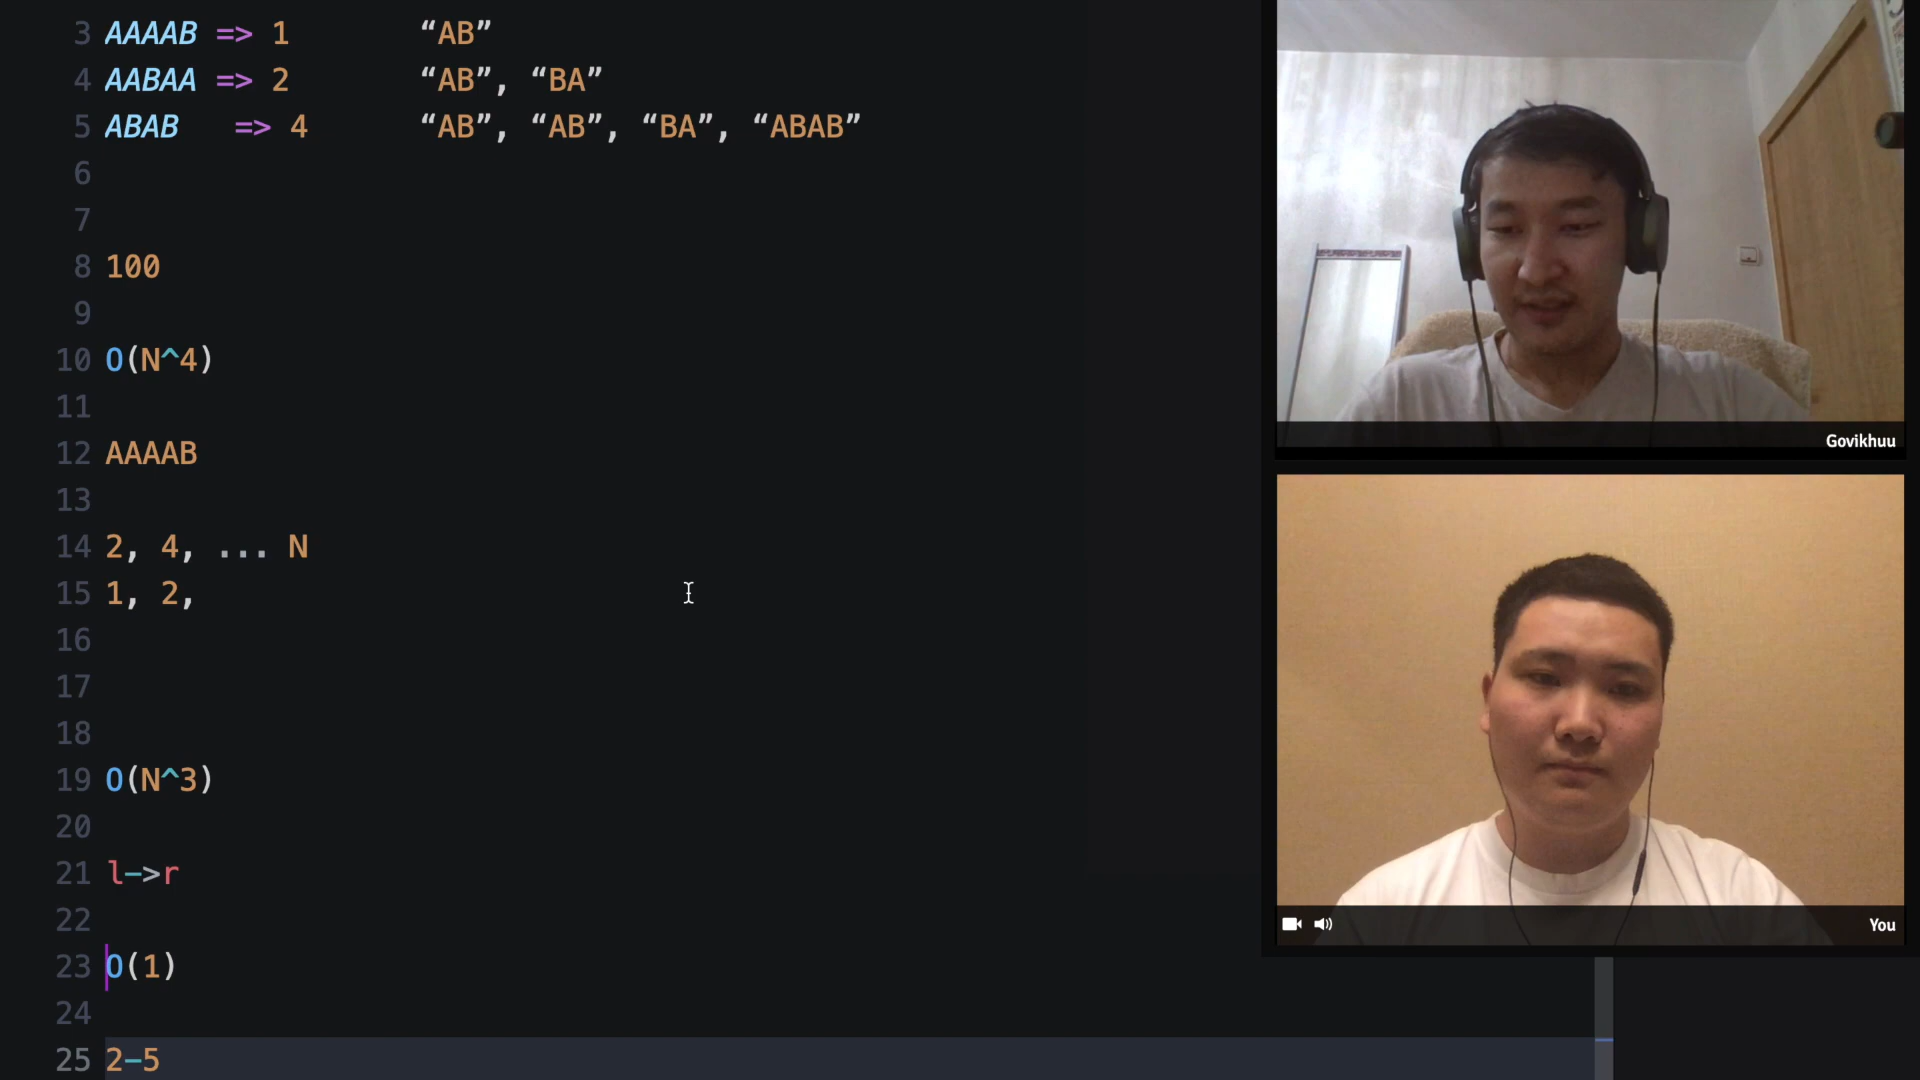 3 AAAAB => 1 “AB”
4 AABAA => 2 “AB”, “BA”
5 ABAB => 4 “AB”, “AB”, “BA”, “ABAB”
6
7
8 100
9
10 O(N^4)
11
12 AAAAB
13
14 2, 4, ... N
15 1, 2,
16
17
18
19 O(N^3)
20
21 l->r
22
23 O(1)
24
25 2-5
Govikhuu
You